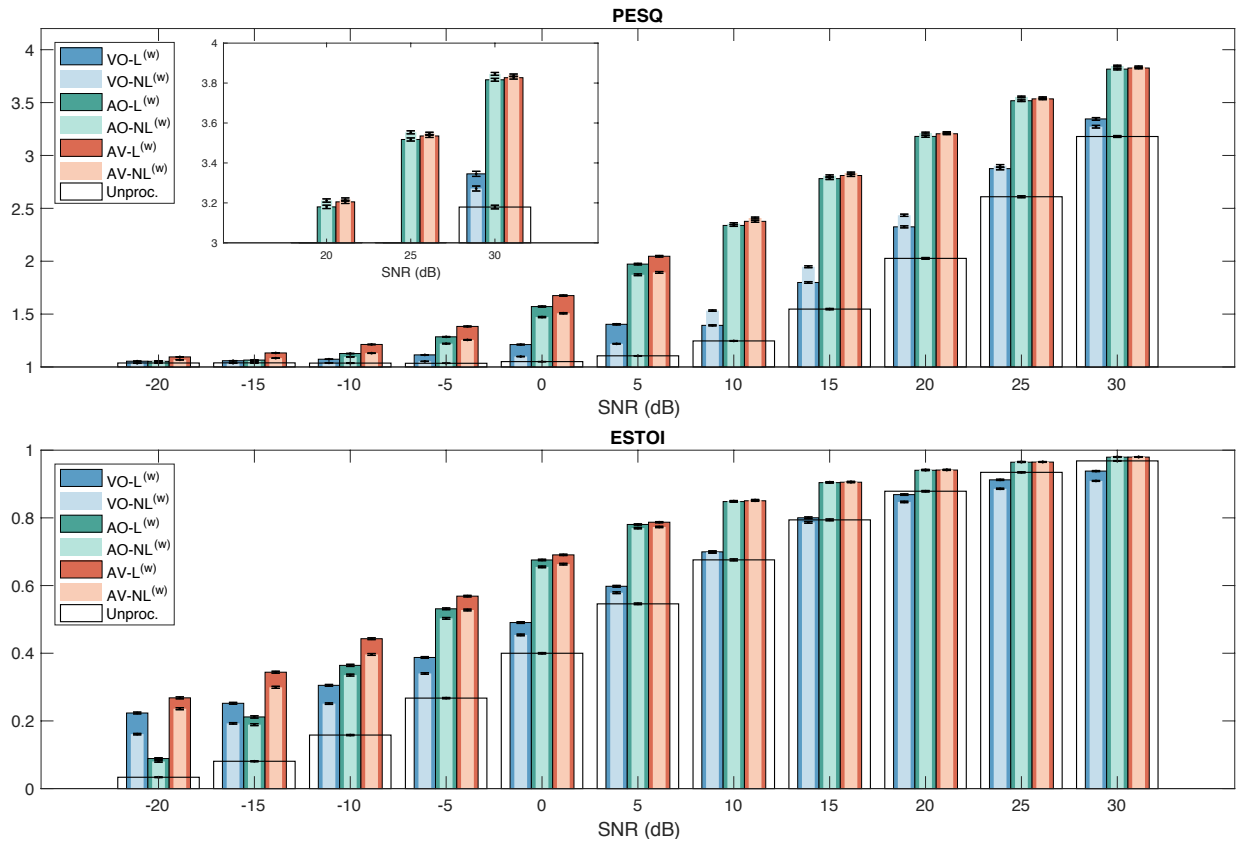 PESQ
4
3.5
3
2.5
2
1.5
1
VO-L(w)
VO-NL(w)
AO-L(w)
AO-NL(w)
AV-L(w)
AV-NL(w)
Unproc.
4
3.8
3.6
3.4
3.2
3
20 25 30
SNR (dB)
-20 -15 -10 -5 0 5 10 15 20 25 30
SNR (dB)
ESTOI
1
0.8
0.6
0.4
0.2
0
VO-L(w)
VO-NL(w)
AO-L(w)
AO-NL(w)
AV-L(w)
AV-NL(w)
Unproc.
-20 -15 -10 -5 0 5 10 15 20 25 30
SNR (dB)